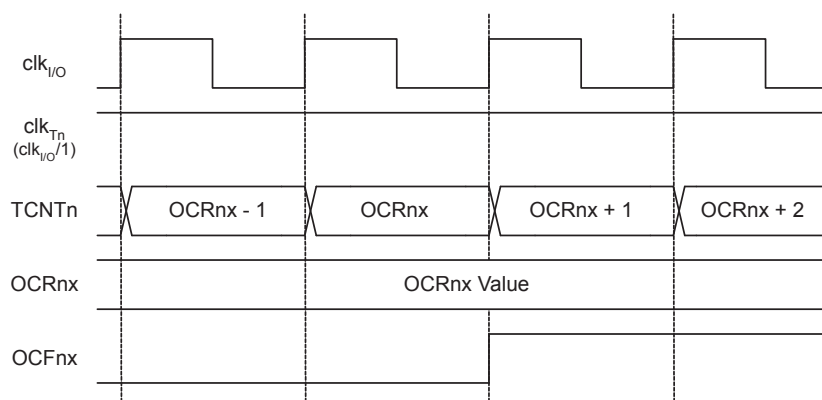 clkI/O
clkTn
(clkI/O/1)
TCNTn OCRnx - 1 OCRnx OCRnx + 1 OCRnx + 2
OCRnx OCRnx Value
OCFnx